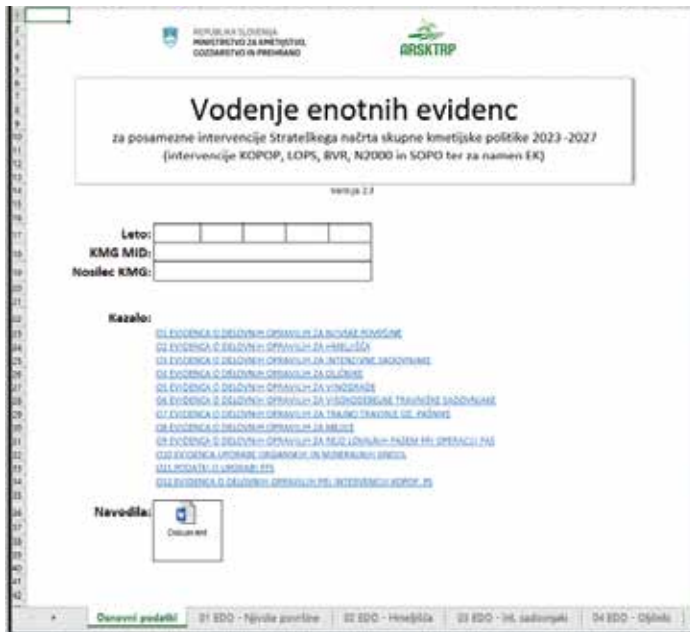 REPUBLIKA SLOVENIJA
MINISTRSTVO ZA KMETIJSTVO,
GOZDARSTVO IN PREHRANO
ARSKTRP
Vodenje enotnih evidenc
za posamezne intervencije Strateškega načrta skupne kmetijske politike 2023 -2027
(intervencije KOPOP, LOPS, BVR, N2000 in SOPO ter za namen EK)
Verzija 2.3
Leto:
KMG MID:
Nosilec KMG:
Kazalo:
01 EVIDENCA O DELOVNIH OPRAVILIH ZA NJIVSKE POVRŠINE
02 EVIDENCA O DELOVNIH OPRAVILIH ZA HMELJIŠČA
03 EVIDENCA O DELOVNIH OPRAVILIH ZA INTENZIVNE SADOVNJAKE
04 EVIDENCA O DELOVNIH OPRAVILIH ZA OLJČNIKE
05 EVIDENCA O DELOVNIH OPRAVILIH ZA VINOGRADE
06 EVIDENCA O DELOVNIH OPRAVILIH ZA VISOKODEBELNE TRAVNIŠKE SADOVNJAKE
07 EVIDENCA O DELOVNIH OPRAVILIH ZA TRAJNO TRAVINJE OZ. PAŠNIKE
08 EVIDENCA O DELOVNIH OPRAVILIH ZA MEJICE
09 EVIDENCA O DELOVNIH OPRAVILIH ZA REJO LOKALNIH PASEM PRI OPERACIJI PAS
O10 EVIDENCA UPORABE ORGANSKIH IN MINERALNIH GNOJIL
O11 PODATKI O UPORABI FFS
O12 EVIDENCA O DELOVNIH OPRAVILIH PRI INTERVENCIJI KOPOP_PS
Navodila:
Document
Osnovni podatki
01 EDO - Njivske površine
02 EDO - Hmeljišča
03 EDO - Int. sadovnjaki
04 EDO - Oljčniki